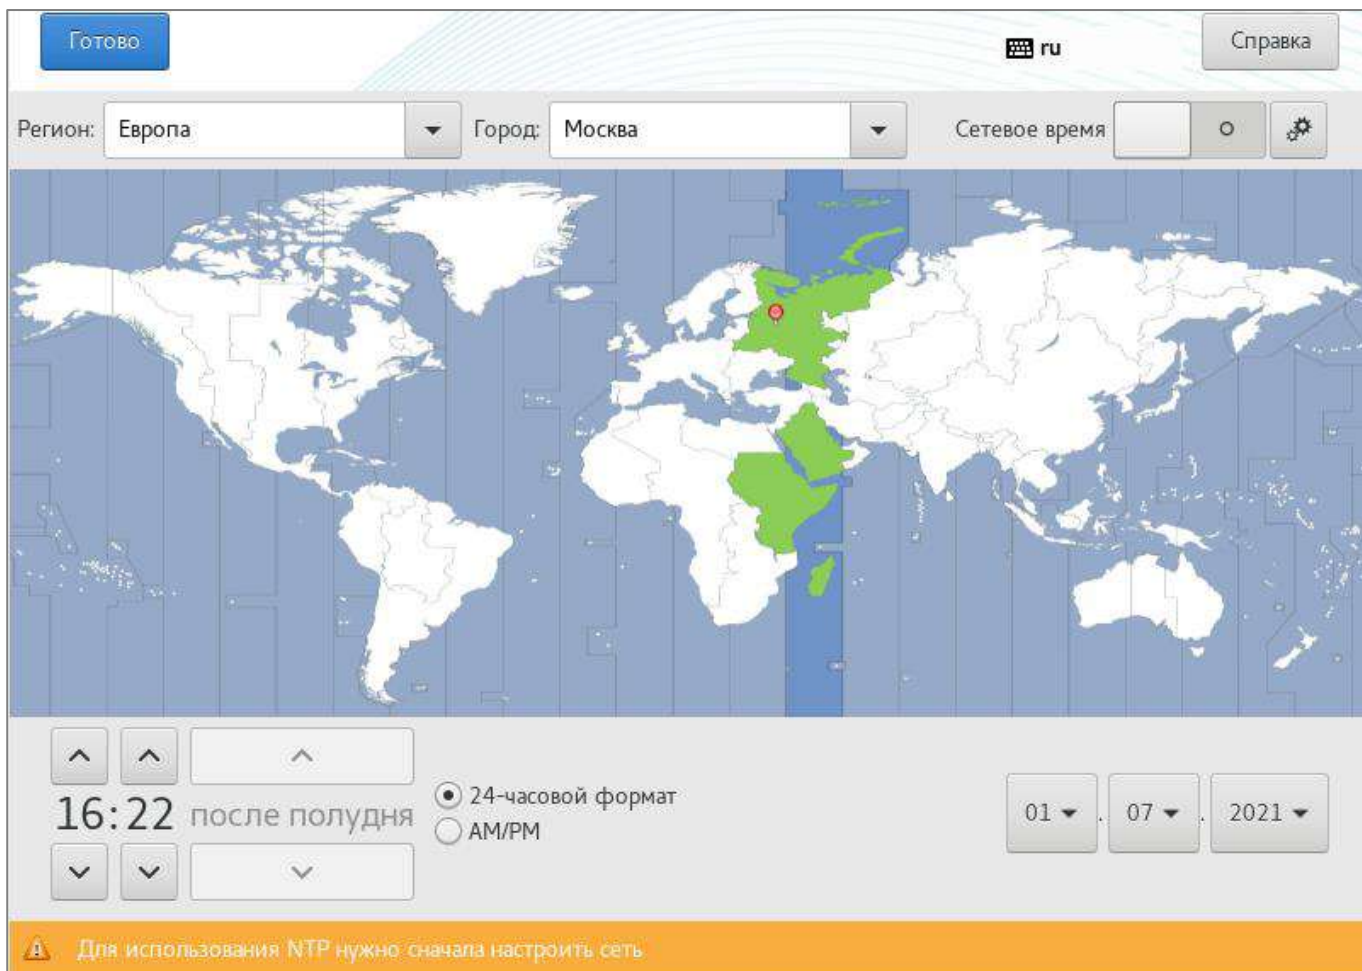 Готово
ru
Справка
Регион: Европа Город: Москва Сетевое время
16:22 после полудня
24-часовой формат
AM/PM
01 . 07 . 2021
Для использования NTP нужно сначала настроить сеть